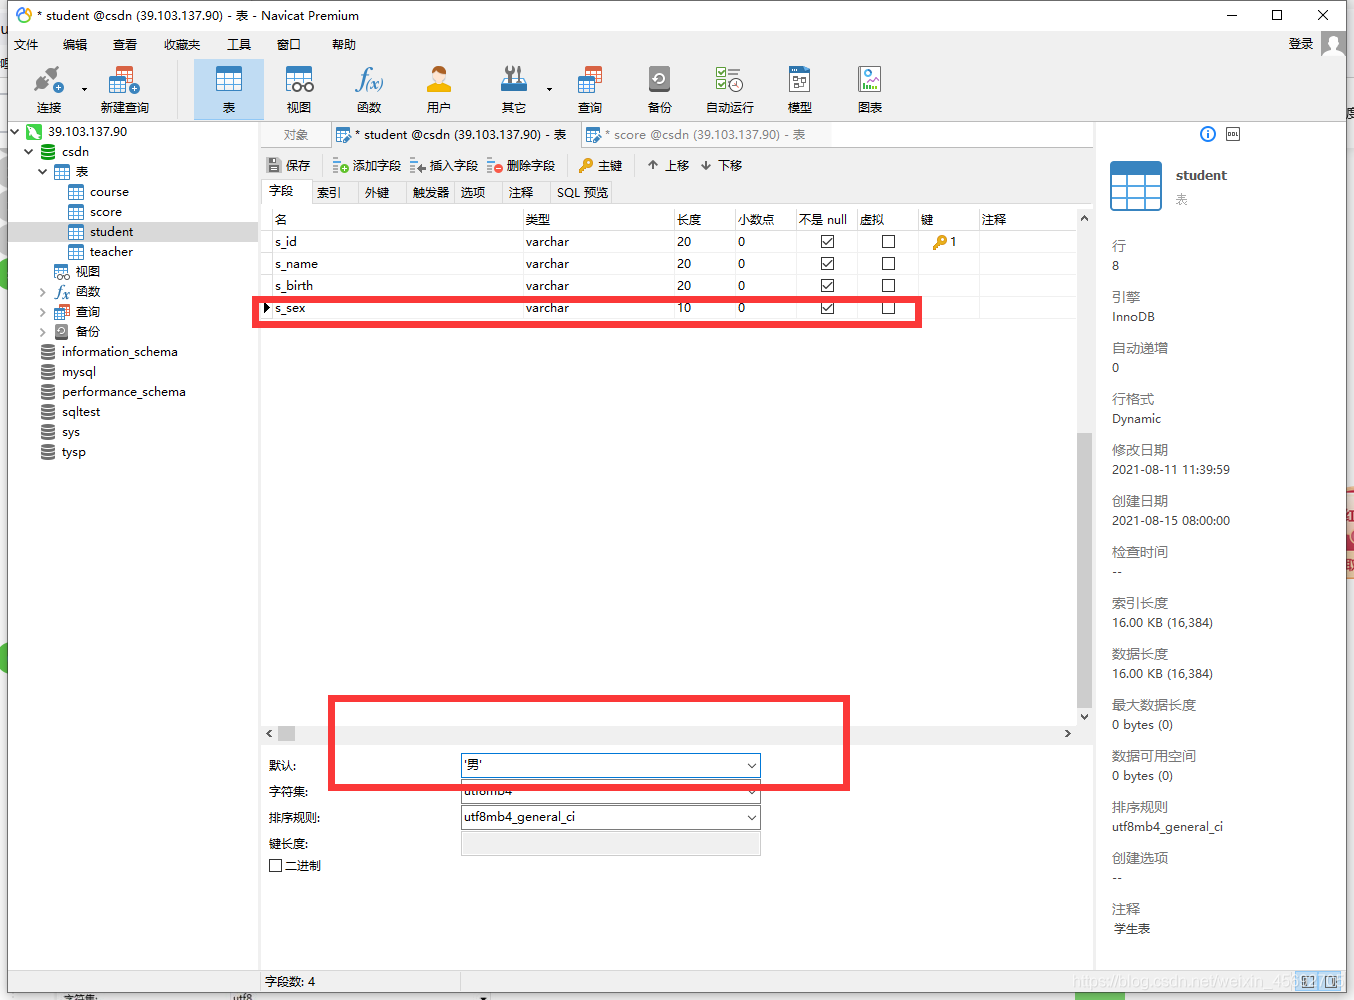 * student @csdn (39.103.137.90) - 表 - Navicat Premium
文件 编辑 查看 收藏夹 工具 窗口 帮助 登录
连接 新建查询 表 视图 函数 用户 其它 查询 备份 自动运行 模型 图表
39.103.137.90
csdn
表
course
score
student
teacher
视图
函数
查询
备份
information_schema
mysql
performance_schema
sqltest
sys
tysp
对象 * student @csdn (39.103.137.90) - 表 * score @csdn (39.103.137.90) - 表
保存 添加字段 插入字段 删除字段 主键 上移 下移
字段 索引 外键 触发器 选项 注释 SQL 预览
名 类型 长度 小数点 不是 null 虚拟 键 注释
s_id varchar 20 0 1
s_name varchar 20 0
s_birth varchar 20 0
s_sex varchar 10 0
默认: '男'
字符集: utf8mb4
排序规则: utf8mb4_general_ci
键长度:
二进制
字段数: 4
student
表
行
8
引擎
InnoDB
自动递增
0
行格式
Dynamic
修改日期
2021-08-11 11:39:59
创建日期
2021-08-15 08:00:00
检查时间
--
索引长度
16.00 KB (16,384)
数据长度
16.00 KB (16,384)
最大数据长度
0 bytes (0)
数据可用空间
0 bytes (0)
排序规则
utf8mb4_general_ci
创建选项
--
注释
学生表
字符集: utf8